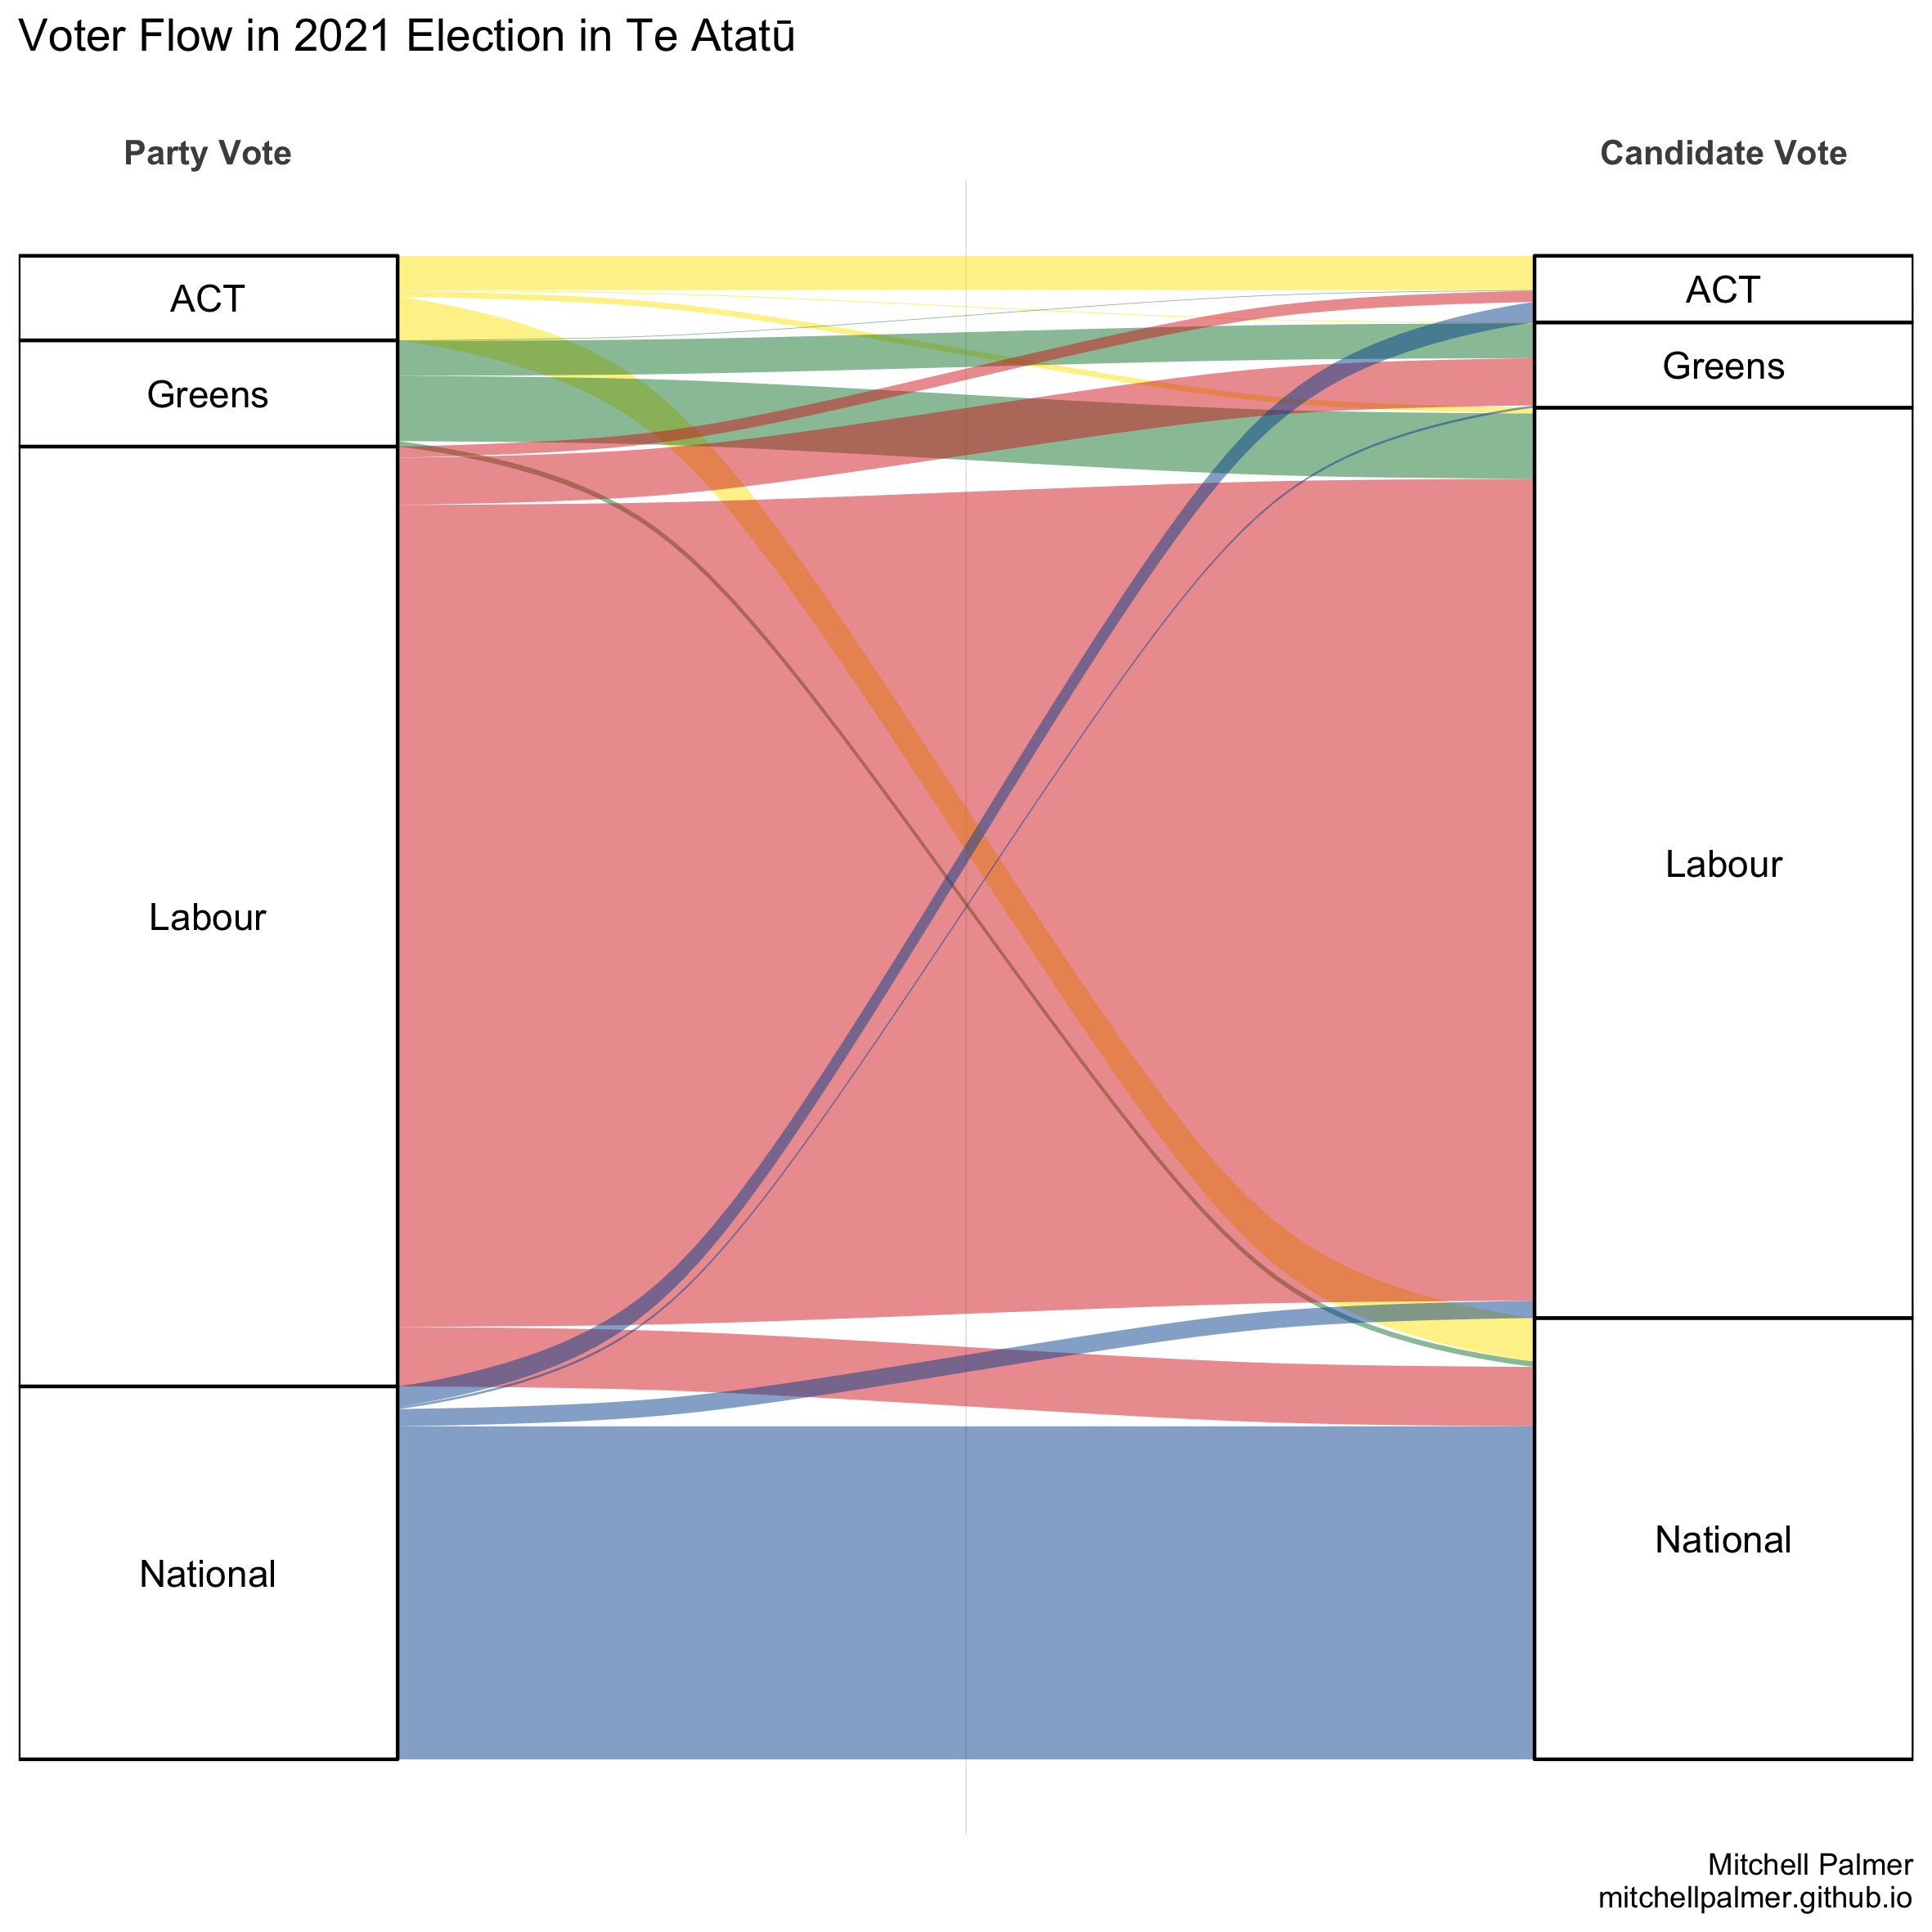 Voter Flow in 2021 Election in Te Atatū
Party Vote
Candidate Vote
ACT
Greens
Labour
National
ACT
Greens
Labour
National
Mitchell Palmer
mitchellpalmer.github.io